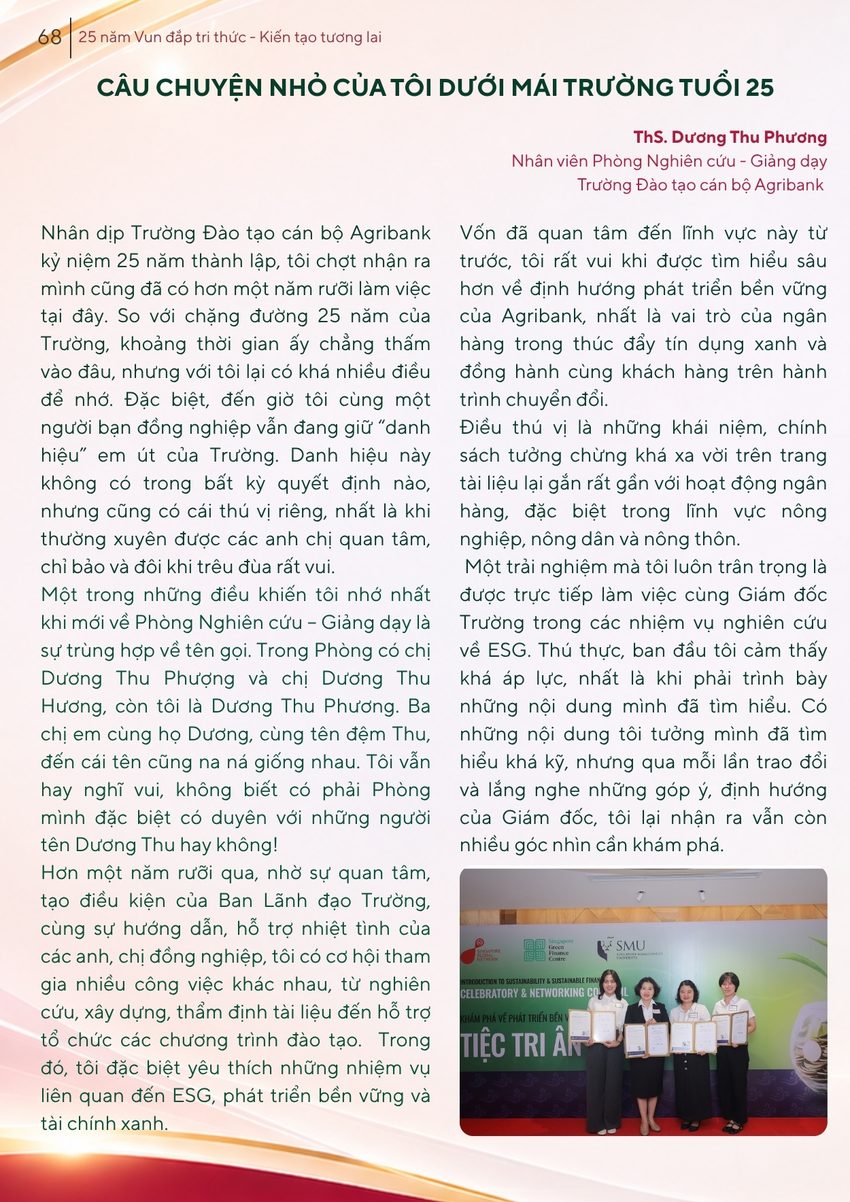 68
25 năm Vun đắp tri thức - Kiến tạo tương lai
CÂU CHUYỆN NHỎ CỦA TÔI DƯỚI MÁI TRƯỜNG TUỔI 25
ThS. Dương Thu Phương
Nhân viên Phòng Nghiên cứu - Giảng dạy
Trường Đào tạo cán bộ Agribank
Nhân dịp Trường Đào tạo cán bộ Agribank
kỷ niệm 25 năm thành lập, tôi chợt nhận ra
mình cũng đã có hơn một năm rưỡi làm việc
tại đây. So với chặng đường 25 năm của
Trường, khoảng thời gian ấy chẳng thấm
vào đâu, nhưng với tôi lại có khá nhiều điều
để nhớ. Đặc biệt, đến giờ tôi cùng một
người bạn đồng nghiệp vẫn đang giữ “danh
hiệu” em út của Trường. Danh hiệu này
không có trong bất kỳ quyết định nào,
nhưng cũng có cái thú vị riêng, nhất là khi
thường xuyên được các anh chị quan tâm,
chỉ bảo và đôi khi trêu đùa rất vui.
Một trong những điều khiến tôi nhớ nhất
khi mới về Phòng Nghiên cứu – Giảng dạy là
sự trùng hợp về tên gọi. Trong Phòng có chị
Dương Thu Phượng và chị Dương Thu
Hương, còn tôi là Dương Thu Phương. Ba
chị em cùng họ Dương, cùng tên đệm Thu,
đến cái tên cũng na ná giống nhau. Tôi vẫn
hay nghĩ vui, không biết có phải Phòng
mình đặc biệt có duyên với những người
tên Dương Thu hay không!
Hơn một năm rưỡi qua, nhờ sự quan tâm,
tạo điều kiện của Ban Lãnh đạo Trường,
cùng sự hướng dẫn, hỗ trợ nhiệt tình của
các anh, chị đồng nghiệp, tôi có cơ hội tham
gia nhiều công việc khác nhau, từ nghiên
cứu, xây dựng, thẩm định tài liệu đến hỗ trợ
tổ chức các chương trình đào tạo. Trong
đó, tôi đặc biệt yêu thích những nhiệm vụ
liên quan đến ESG, phát triển bền vững và
tài chính xanh.
Vốn đã quan tâm đến lĩnh vực này từ
trước, tôi rất vui khi được tìm hiểu sâu
hơn về định hướng phát triển bền vững
của Agribank, nhất là vai trò của ngân
hàng trong thúc đẩy tín dụng xanh và
đồng hành cùng khách hàng trên hành
trình chuyển đổi.
Điều thú vị là những khái niệm, chính
sách tưởng chừng khá xa vời trên trang
tài liệu lại gắn rất gần với hoạt động ngân
hàng, đặc biệt trong lĩnh vực nông
nghiệp, nông dân và nông thôn.
Một trải nghiệm mà tôi luôn trân trọng là
được trực tiếp làm việc cùng Giám đốc
Trường trong các nhiệm vụ nghiên cứu
về ESG. Thú thực, ban đầu tôi cảm thấy
khá áp lực, nhất là khi phải trình bày
những nội dung mình đã tìm hiểu. Có
những nội dung tôi tưởng mình đã tìm
hiểu khá kỹ, nhưng qua mỗi lần trao đổi
và lắng nghe những góp ý, định hướng
của Giám đốc, tôi lại nhận ra vẫn còn
nhiều góc nhìn cần khám phá.
Singapore
Green
Finance
Centre
SMU
INTRODUCTION TO SUSTAINABILITY & SUSTAINABLE FINAN
CELEBRATORY & NETWORKING CO
KHÁM PHÁ VỀ PHÁT TRIỂN BỀN V
TIỆC TRI ÂN